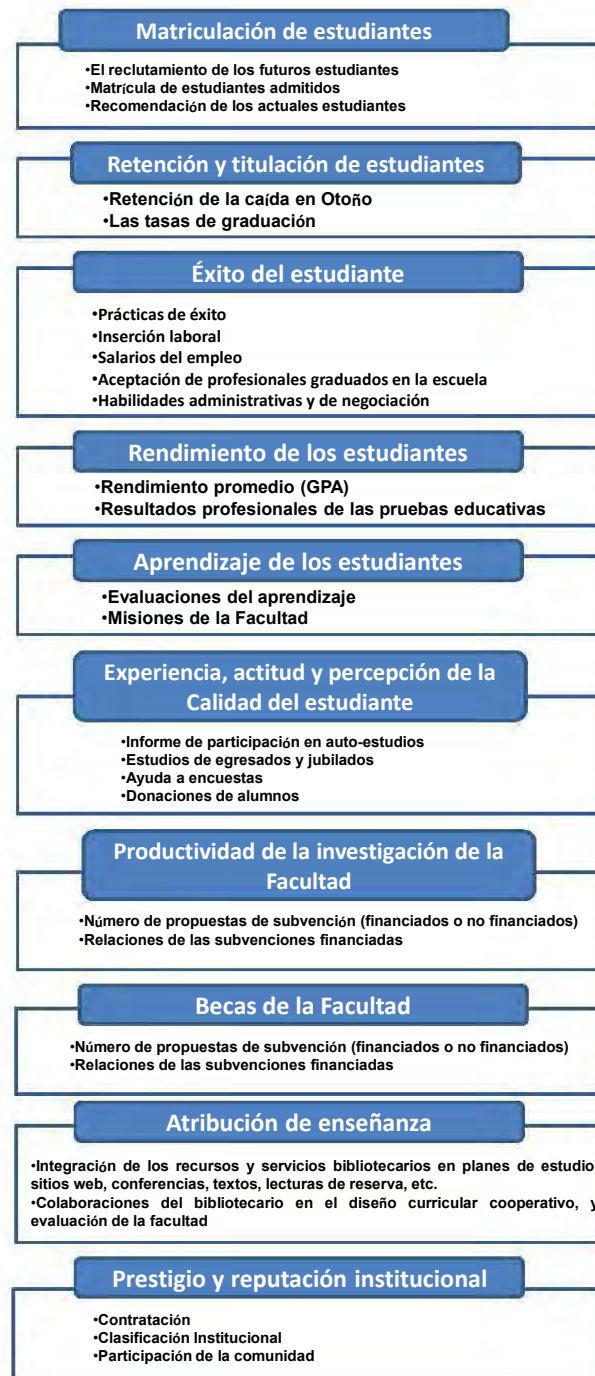 Matriculación de estudiantes
•El reclutamiento de los futuros estudiantes
•Matrícula de estudiantes admitidos
•Recomendación de los actuales estudiantes
Retención y titulación de estudiantes
•Retención de la caída en Otoño
•Las tasas de graduación
Éxito del estudiante
•Prácticas de éxito
•Inserción laboral
•Salarios del empleo
•Aceptación de profesionales graduados en la escuela
•Habilidades administrativas y de negociación
Rendimiento de los estudiantes
•Rendimiento promedio (GPA)
•Resultados profesionales de las pruebas educativas
Aprendizaje de los estudiantes
•Evaluaciones del aprendizaje
•Misiones de la Facultad
Experiencia, actitud y percepción de la
Calidad del estudiante
•Informe de participación en auto-estudios
•Estudios de egresados y jubilados
•Ayuda a encuestas
•Donaciones de alumnos
Productividad de la investigación de la
Facultad
•Número de propuestas de subvención (financiados o no financiados)
•Relaciones de las subvenciones financiadas
Becas de la Facultad
•Número de propuestas de subvención (financiados o no financiados)
•Relaciones de las subvenciones financiadas
Atribución de enseñanza
•Integración de los recursos y servicios bibliotecarios en planes de estudio
sitios web, conferencias, textos, lecturas de reserva, etc.
•Colaboraciones del bibliotecario en el diseño curricular cooperativo, y
evaluación de la facultad
Prestigio y reputación institucional
•Contratación
•Clasificación Institucional
•Participación de la comunidad